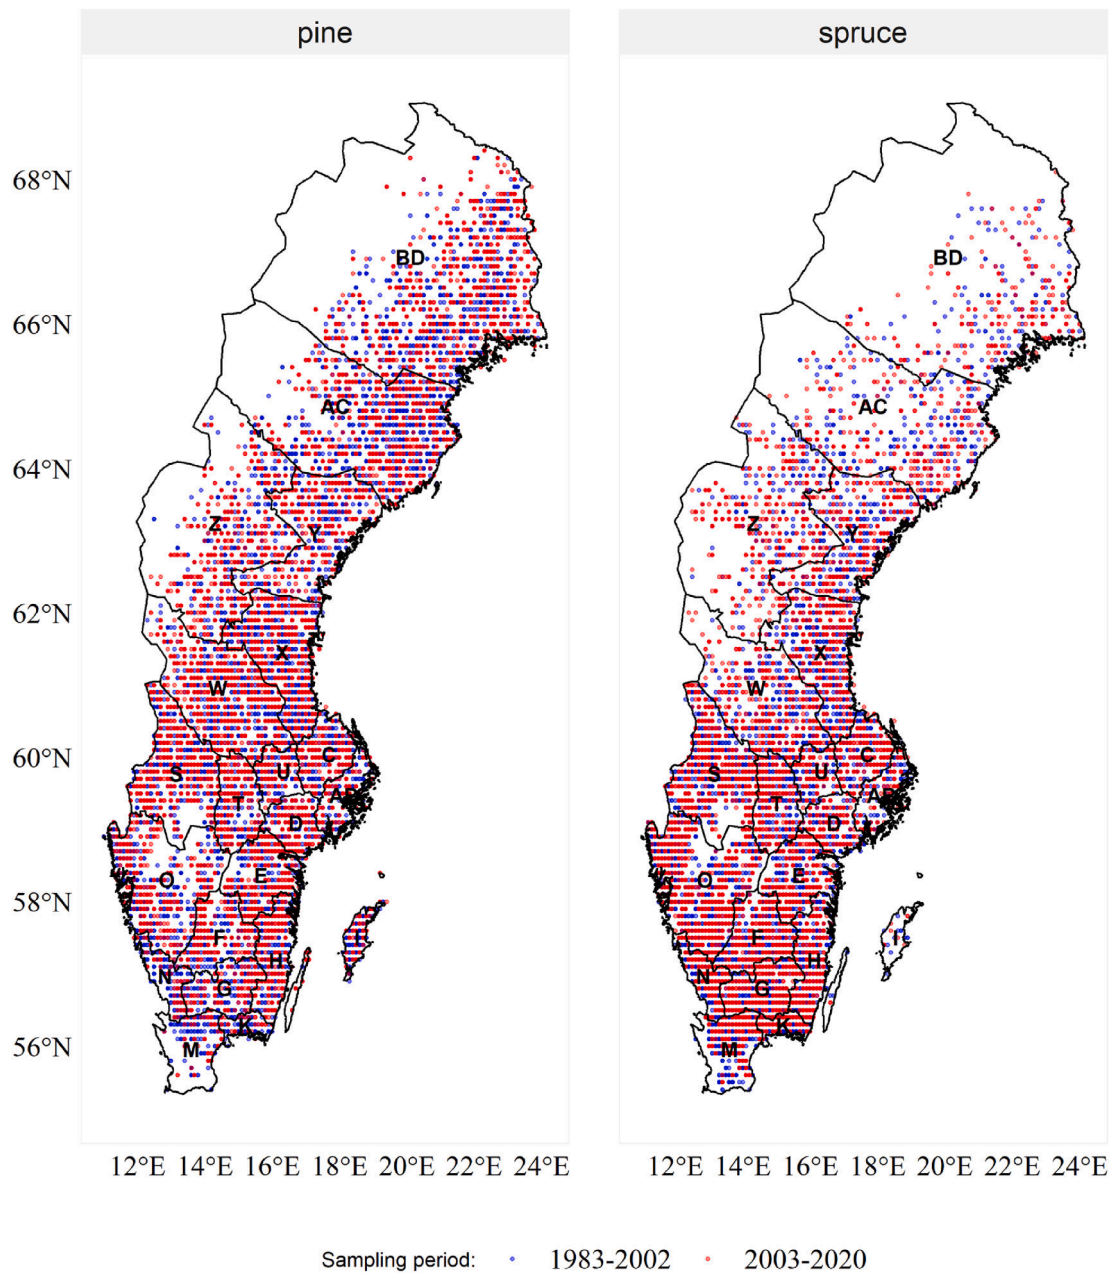 pine
spruce
68°N
66°N
64°N
62°N
60°N
58°N
56°N
BD
AC
Z
Y
X
W
C
S
U
T
AB
D
E
O
F
I
H
N
G
K
M
BD
AC
Z
Y
X
W
C
S
U
T
AB
D
E
O
F
I
H
N
G
K
M
12°E 14°E 16°E 18°E 20°E 22°E 24°E
12°E 14°E 16°E 18°E 20°E 22°E 24°E
Sampling period: 1983-2002 2003-2020